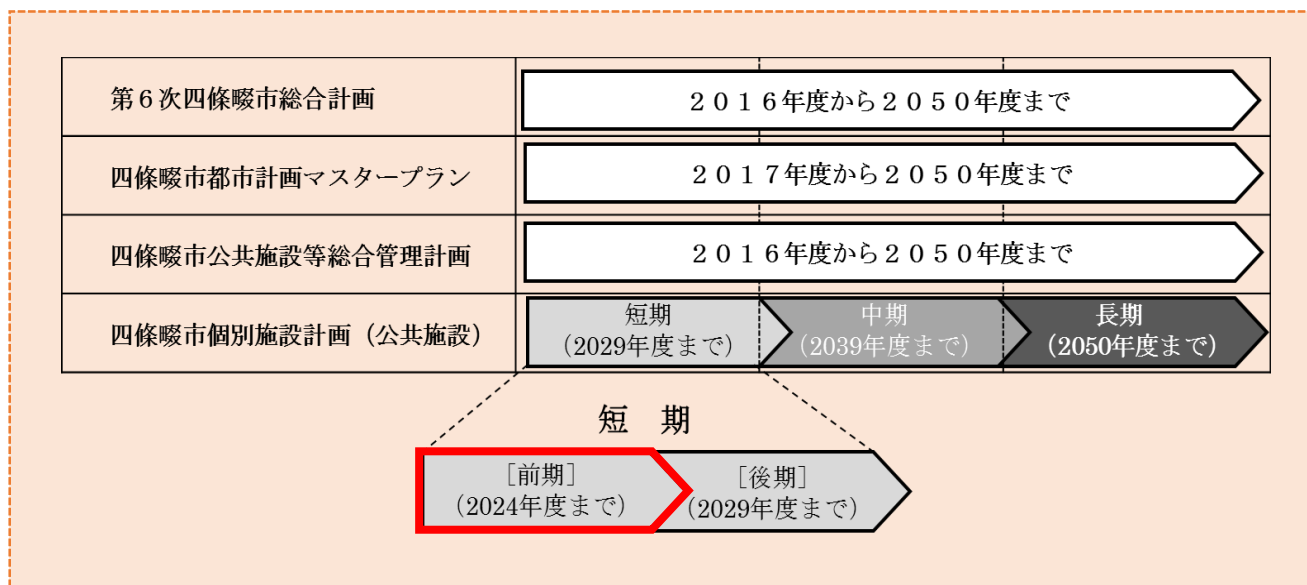 第６次四條畷市総合計画
２０１６年度から２０５０年度まで
四條畷市都市計画マスタープラン
２０１７年度から２０５０年度まで
四條畷市公共施設等総合管理計画
２０１６年度から２０５０年度まで
四條畷市個別施設計画（公共施設）
短期
（2029年度まで）
中期
（2039年度まで）
長期
（2050年度まで）
短　期
［前期］
（2024年度まで）
［後期］
（2029年度まで）